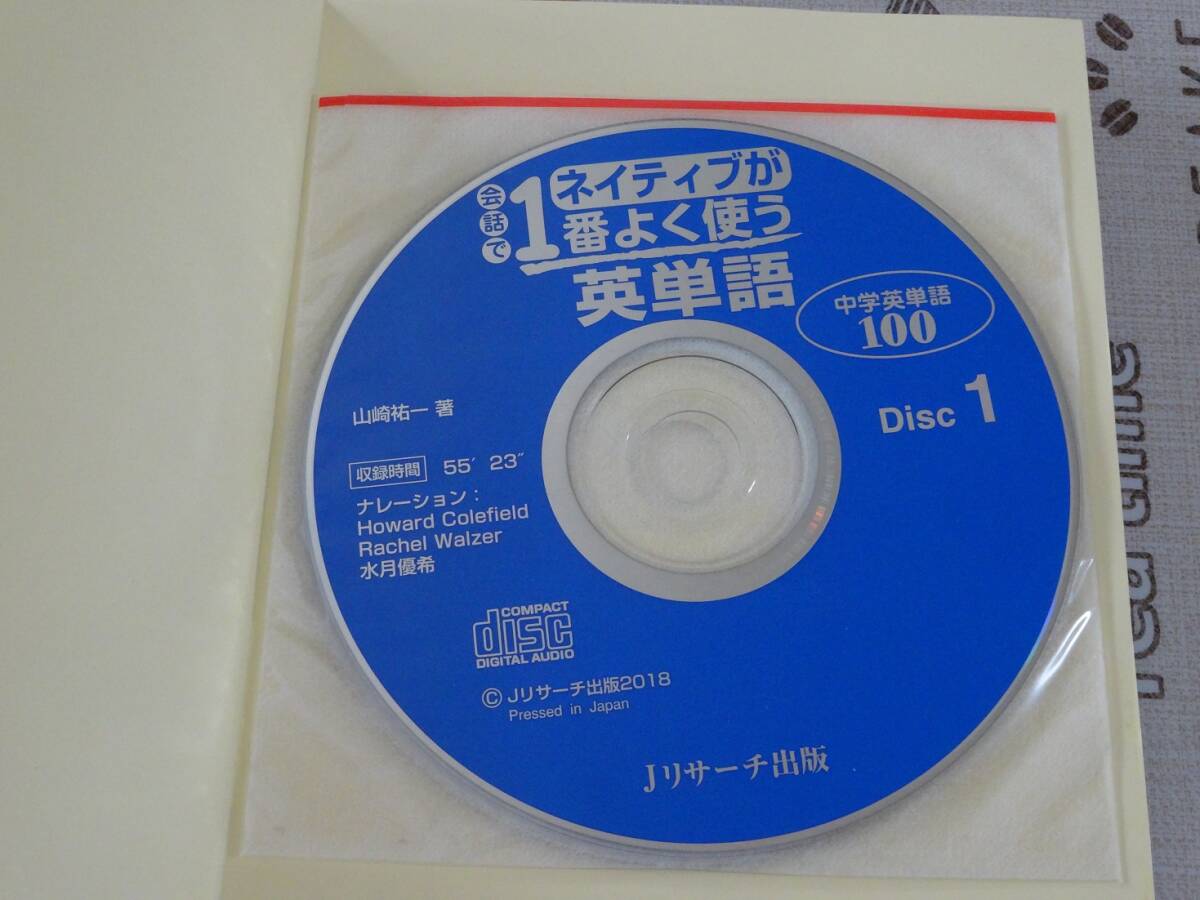 会話で
ネイティブが
1番よく使う
英単語
中学英単語
100
Disc 1
山崎祐一 著
収録時間 55′ 23″
ナレーション：
Howard Colefield
Rachel Walzer
水月優希
COMPACT
disc
DIGITAL AUDIO
© Jリサーチ出版2018
Pressed in Japan
Jリサーチ出版
Tea time